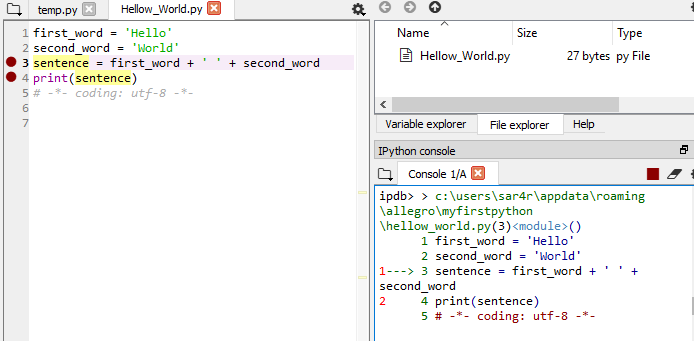 temp.py
Hellow_World.py
1 first_word = 'Hello'
2 second_word = 'World'
3 sentence = first_word + ' ' + second_word
4 print(sentence)
5 # -*- coding: utf-8 -*-
6
7
Name Size Type
Hellow_World.py 27 bytes py File
Variable explorer File explorer Help
IPython console
Console 1/A
ipdb> > c:\users\sar4r\appdata\roaming
\allegro\myfirstpython
\hellow_world.py(3)<module>()
1 first_word = 'Hello'
2 second_word = 'World'
1---> 3 sentence = first_word + ' ' +
second_word
2 4 print(sentence)
5 # -*- coding: utf-8 -*-